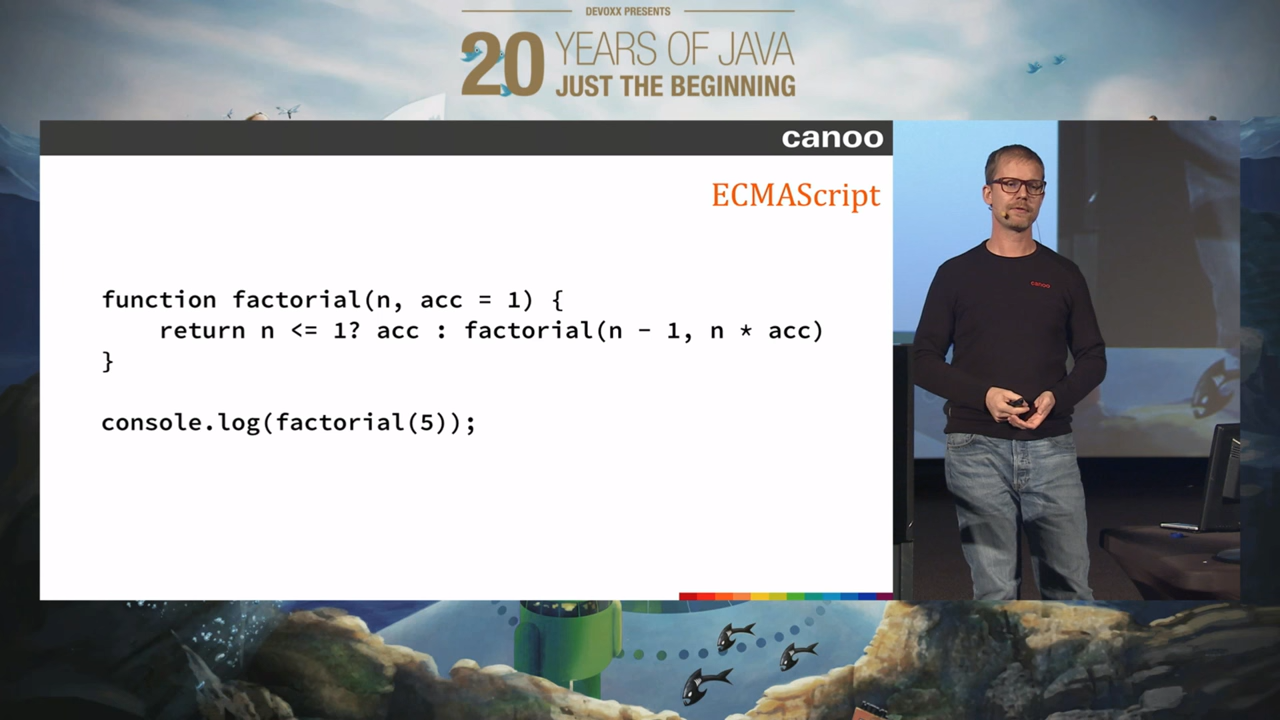 DEVOXX PRESENTS
20 YEARS OF JAVA
JUST THE BEGINNING
canoo
ECMAScript
function factorial(n, acc = 1) {
    return n <= 1? acc : factorial(n - 1, n * acc)
}
console.log(factorial(5));
canoo